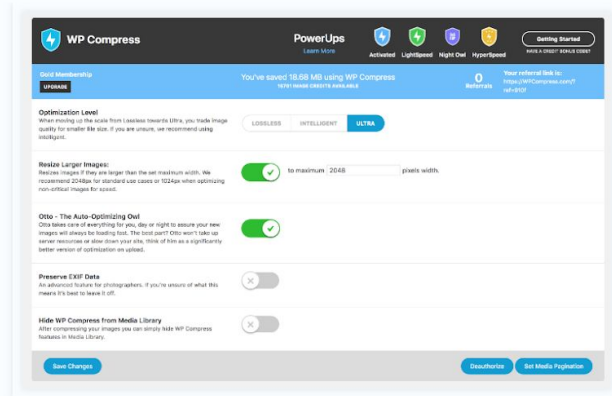 WP Compress
PowerUps
Learn More
Activated LightSpeed Night Owl HyperSpeed
Getting Started
HAVE A CREDIT BONUS CODE?
Gold Membership
UPGRADE
You've saved 18.68 MB using WP Compress
IMAGE CREDITS AVAILABLE
0
Referrals
Your referral link is:
https://WPCompress.com/?
Optimization Level
When moving up the scale from Lossless towards Ultra, you trade image
quality for smaller file size. If you are unsure, we recommend using
intelligent.
LOSSLESS INTELLIGENT ULTRA
Resize Larger Images:
Resizes images if they are larger than the set maximum width. We
recommend 2048px for standard use cases or 1024px when optimizing
non-critical images for speed.
to maximum 2048 pixels width.
Otto - The Auto-Optimizing Owl
Otto takes care of everything for you, day or night to assure your new
images will always be loading fast. The best part? Otto won't take up
server resources or slow down your site, think of him as a significantly
better version of optimization on upload.
Preserve EXIF Data
An advanced feature for photographers. If you're unsure of what this
means it's best to leave it off.
Hide WP Compress from Media Library
After compressing your images you can simply hide WP Compress
features in Media Library.
Save Changes
Deauthorize
Set Media Pagination